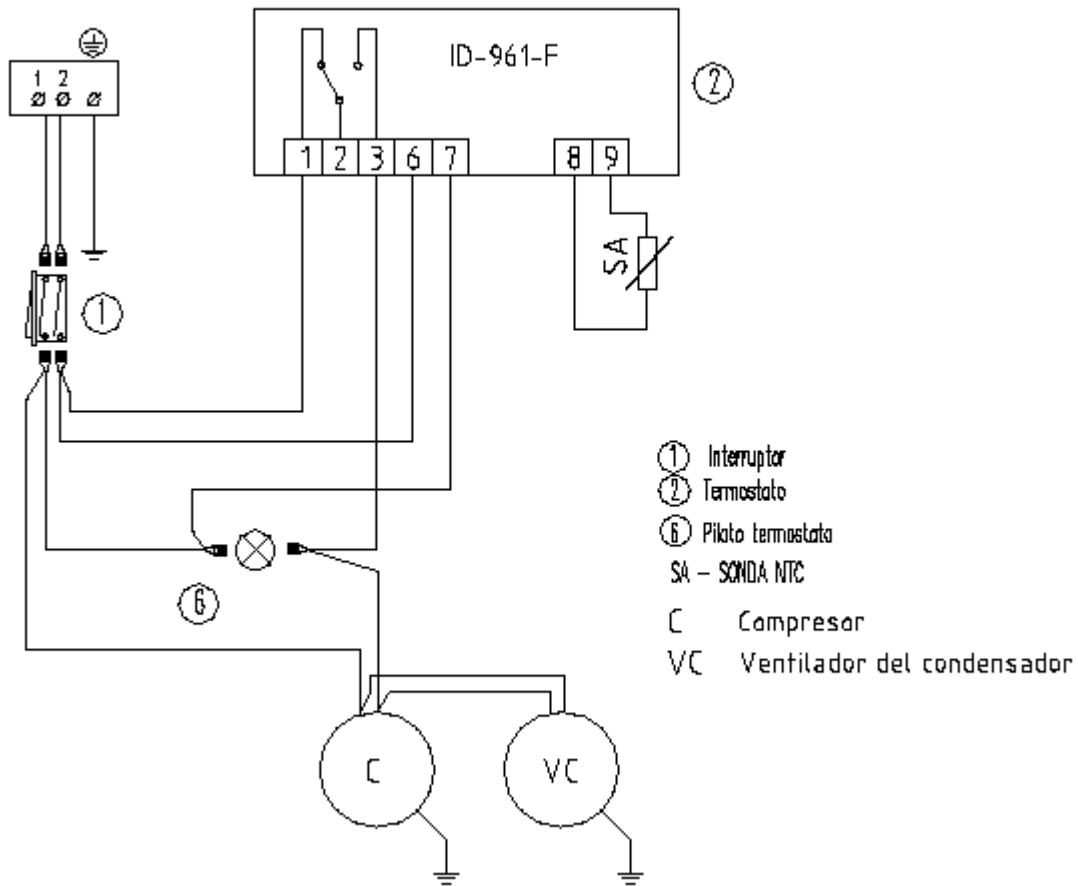 ID-961-F
2
1 2
1 2 3 6 7
8 9
SA
1
6
1 Interruptor
2 Termostato
6 Piloto termostato
SA - SONDA NTC
C Compresor
VC Ventilador del condensador
C
VC